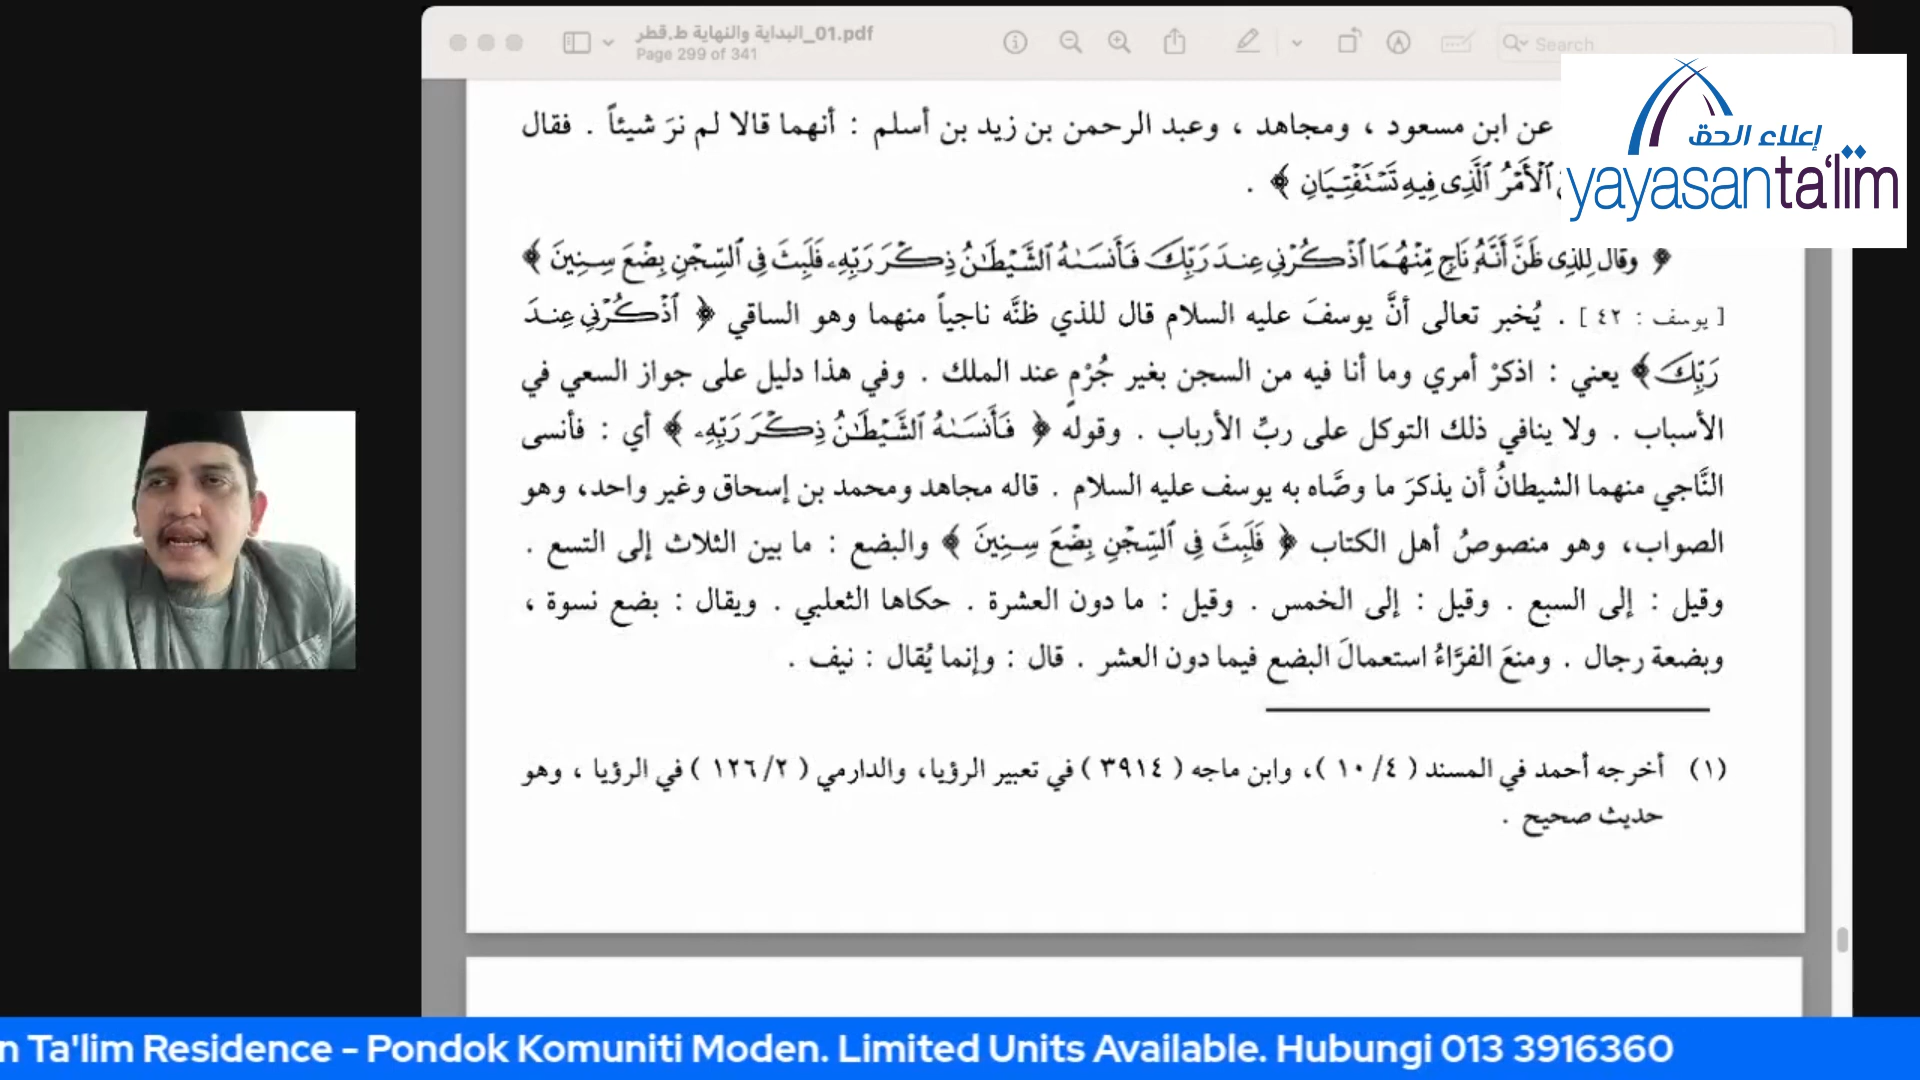 01_البداية والنهاية ط.قطر.pdf
Page 299 of 341
Search
إعلاء الحق
yayasanta'lim
عن ابن مسعود ، ومجاهد ، وعبد الرحمن بن زيد بن أسلم : أنهما قالا لم نرَ شيئاً . فقال
ٱلْأَمْرُ ٱلَّذِى فِيهِ تَسْتَفْتِيَانِ ﴾ .
﴿ وَقَالَ لِلَّذِى ظَنَّ أَنَّهُۥ نَاجٍ مِّنْهُمَا ٱذْكُرْنِى عِندَ رَبِّكَ فَأَنسَىٰهُ ٱلشَّيْطَٰنُ ذِكْرَ رَبِّهِۦ فَلَبِثَ فِى ٱلسِّجْنِ بِضْعَ سِنِينَ ﴾
[ يوسف : ٤٢ ] . يُخبر تعالى أنَّ يوسفَ عليه السلام قال للذي ظنَّه ناجياً منهما وهو الساقي ﴿ ٱذْكُرْنِى عِندَ
رَبِّكَ ﴾ يعني : اذكرْ أمري وما أنا فيه من السجن بغير جُرْمٍ عند الملك . وفي هذا دليل على جواز السعي في
الأسباب . ولا ينافي ذلك التوكل على ربِّ الأرباب . وقوله ﴿ فَأَنسَىٰهُ ٱلشَّيْطَٰنُ ذِكْرَ رَبِّهِۦ ﴾ أي : فأنسى
النَّاجي منهما الشيطانُ أن يذكرَ ما وصَّاه به يوسف عليه السلام . قاله مجاهد ومحمد بن إسحاق وغير واحد، وهو
الصواب، وهو منصوصُ أهل الكتاب ﴿ فَلَبِثَ فِى ٱلسِّجْنِ بِضْعَ سِنِينَ ﴾ والبضع : ما بين الثلاث إلى التسع .
وقيل : إلى السبع . وقيل : إلى الخمس . وقيل : ما دون العشرة . حكاها الثعلبي . ويقال : بضع نسوة ،
وبضعة رجال . ومنعَ الفرَّاءُ استعمالَ البضع فيما دون العشر . قال : وإنما يُقال : نيف .
(١) أخرجه أحمد في المسند ( ٤/ ١٠ )، وابن ماجه ( ٣٩١٤ ) في تعبير الرؤيا، والدارمي ( ٢/ ١٢٦ ) في الرؤيا ، وهو
حديث صحيح .
n Ta'lim Residence - Pondok Komuniti Moden. Limited Units Available. Hubungi 013 3916360